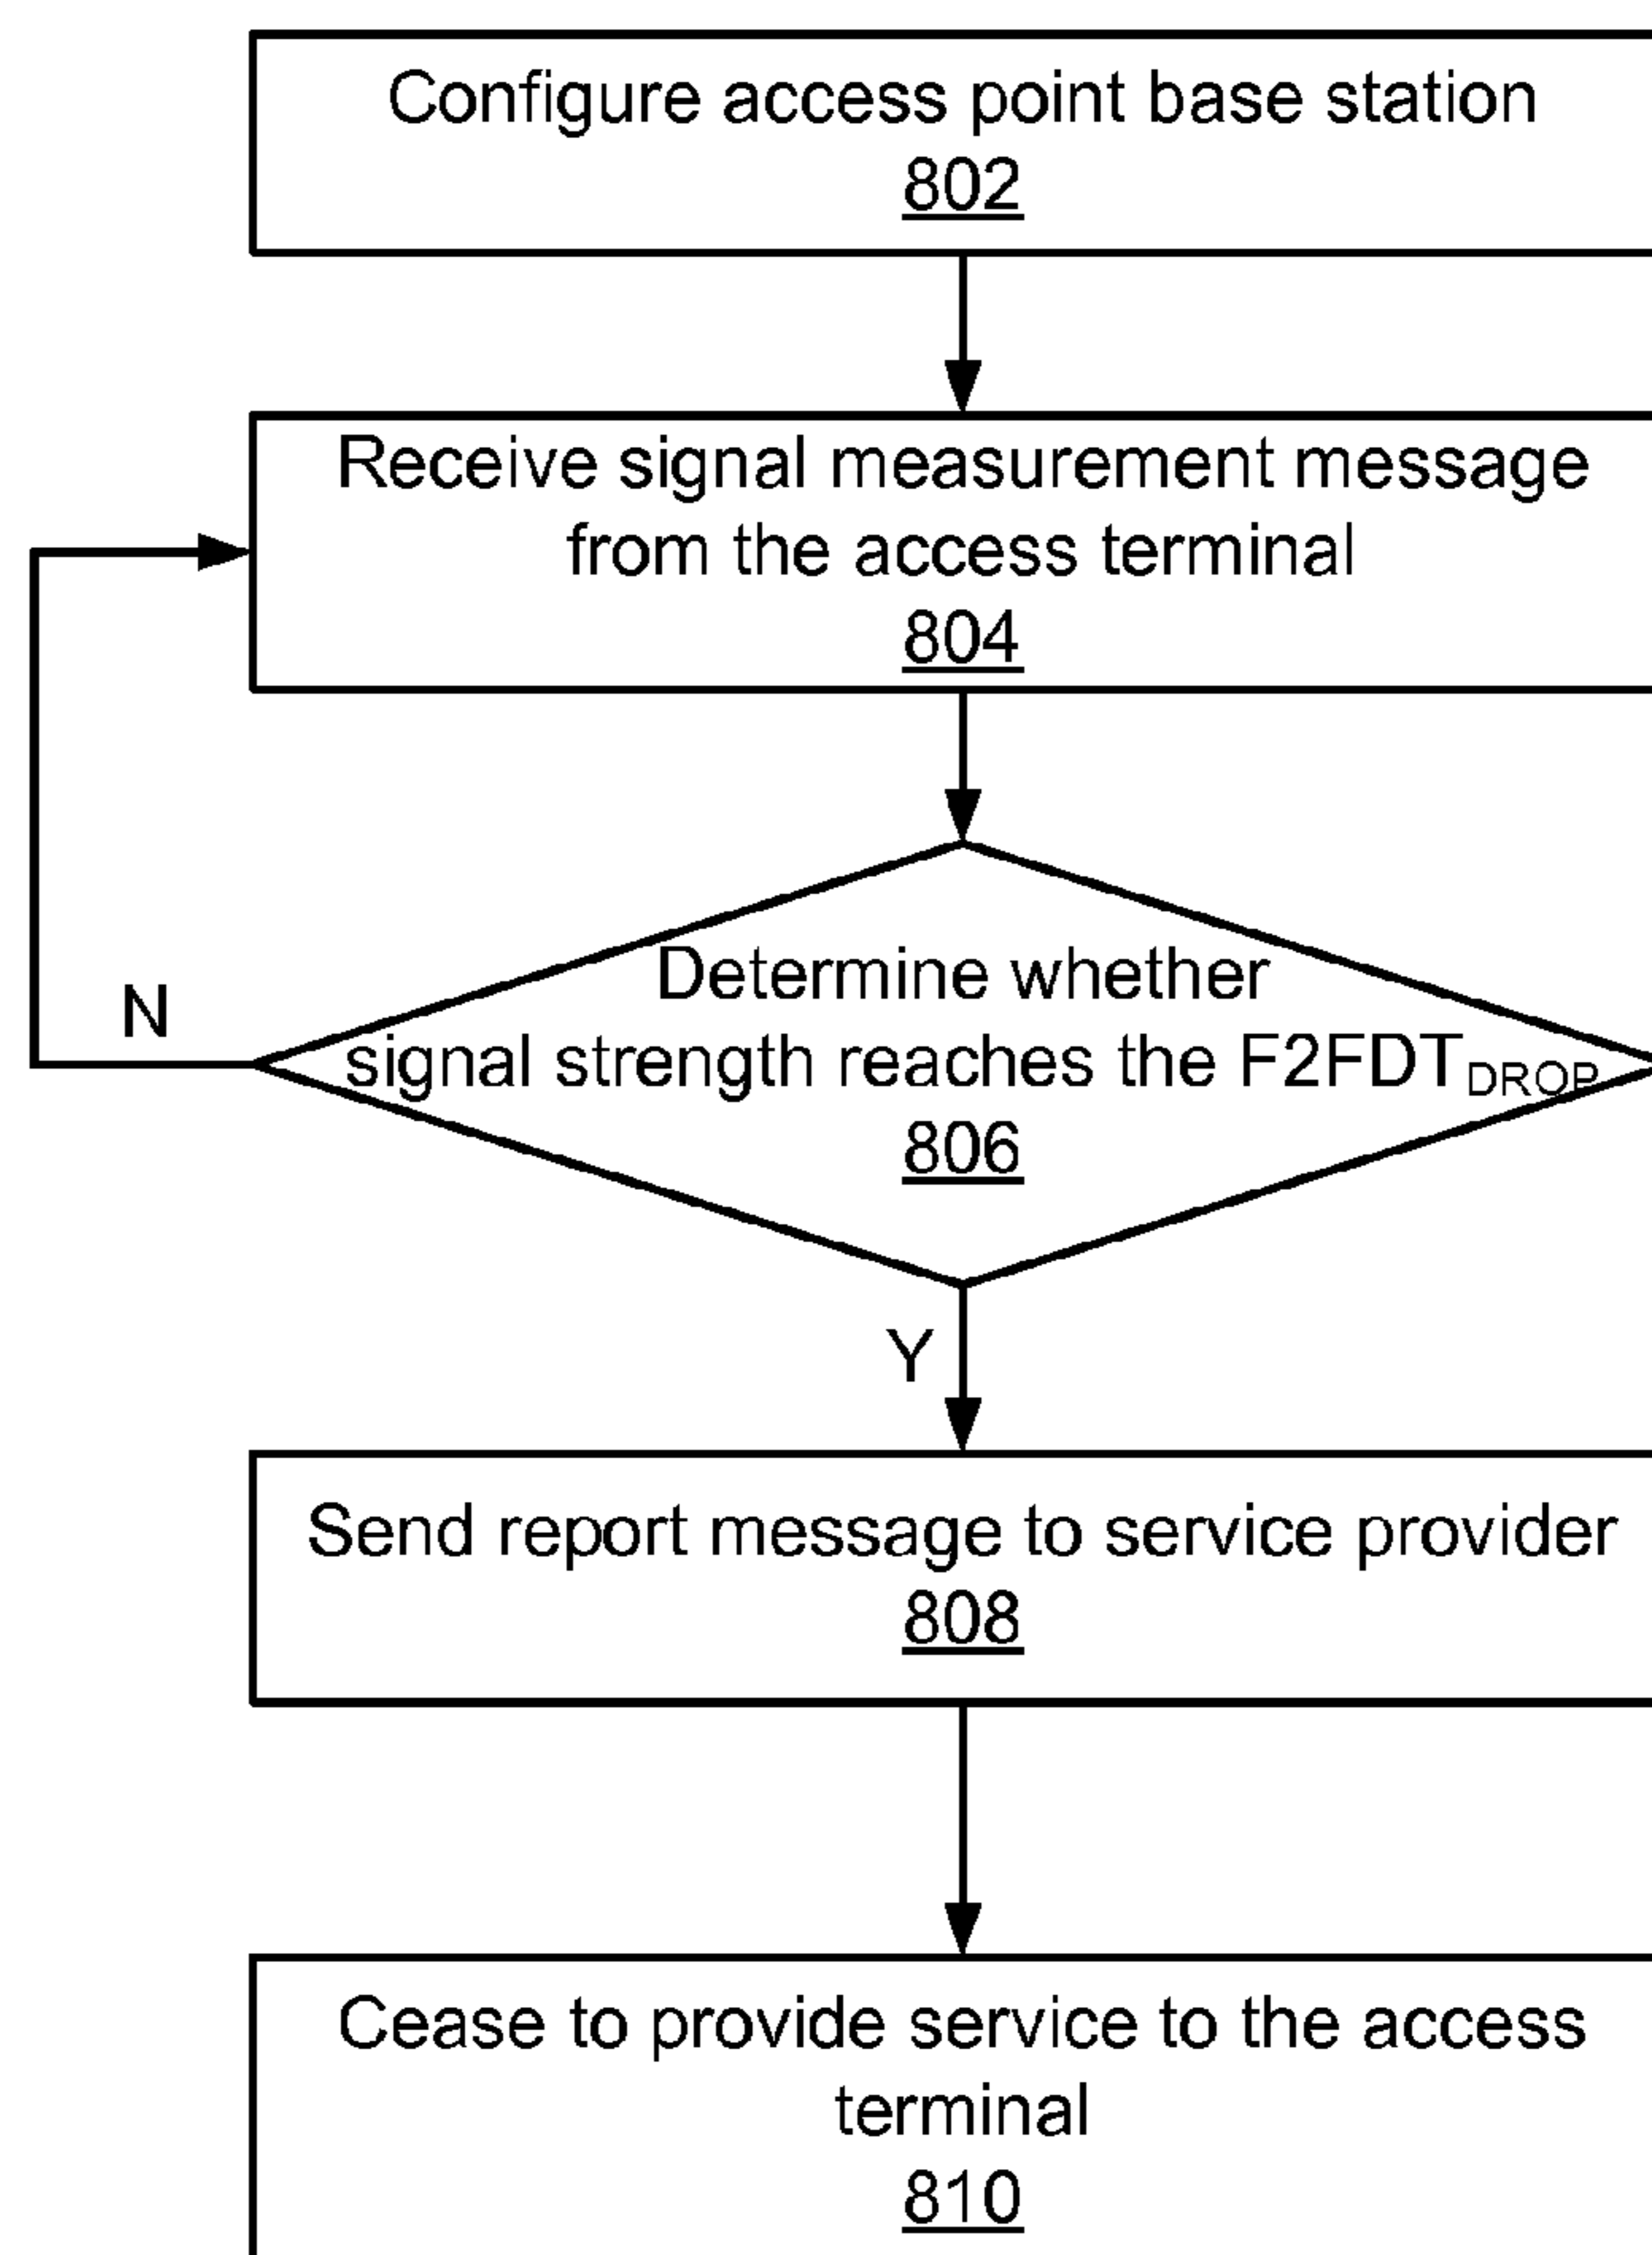 Configure access point base station
802
Receive signal measurement message
from the access terminal
804
Determine whether
signal strength reaches the F2FDTDROP
806
N
Y
Send report message to service provider
808
Cease to provide service to the access
terminal
810